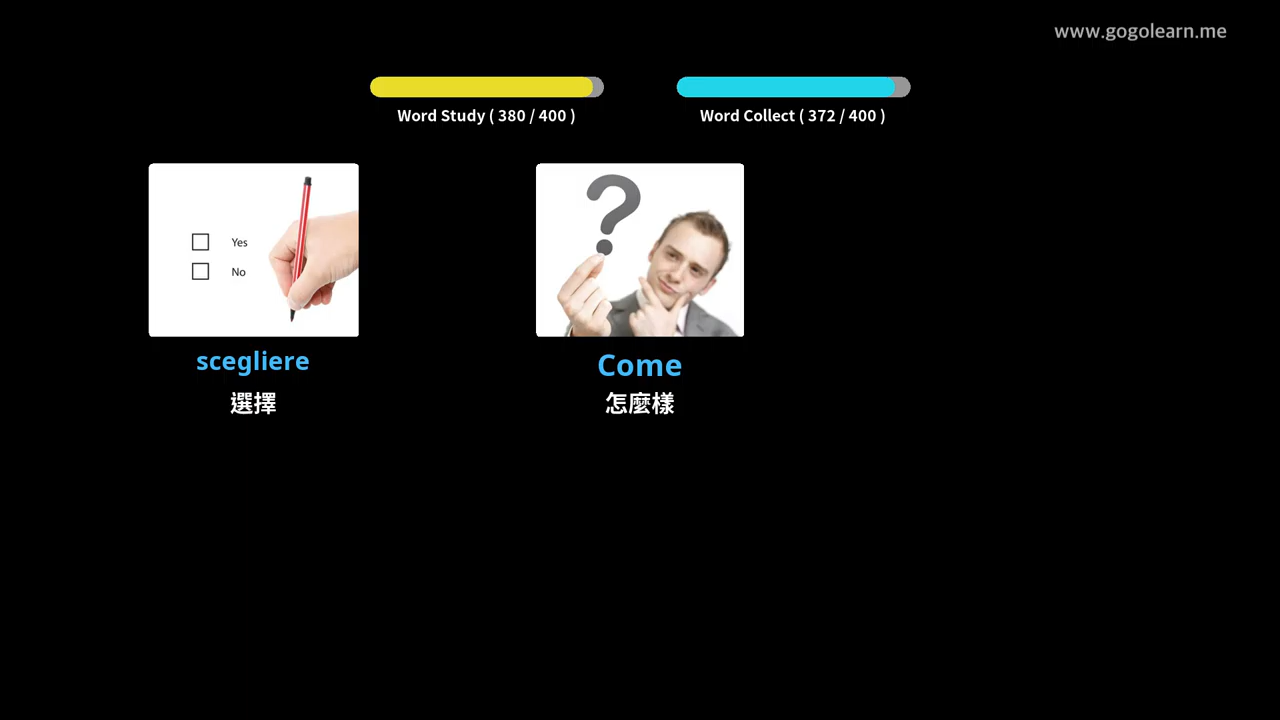 www.gogolearn.me
Word Study ( 380 / 400 )
Word Collect ( 372 / 400 )
Yes
No
?
scegliere
Come
選擇
怎麼樣